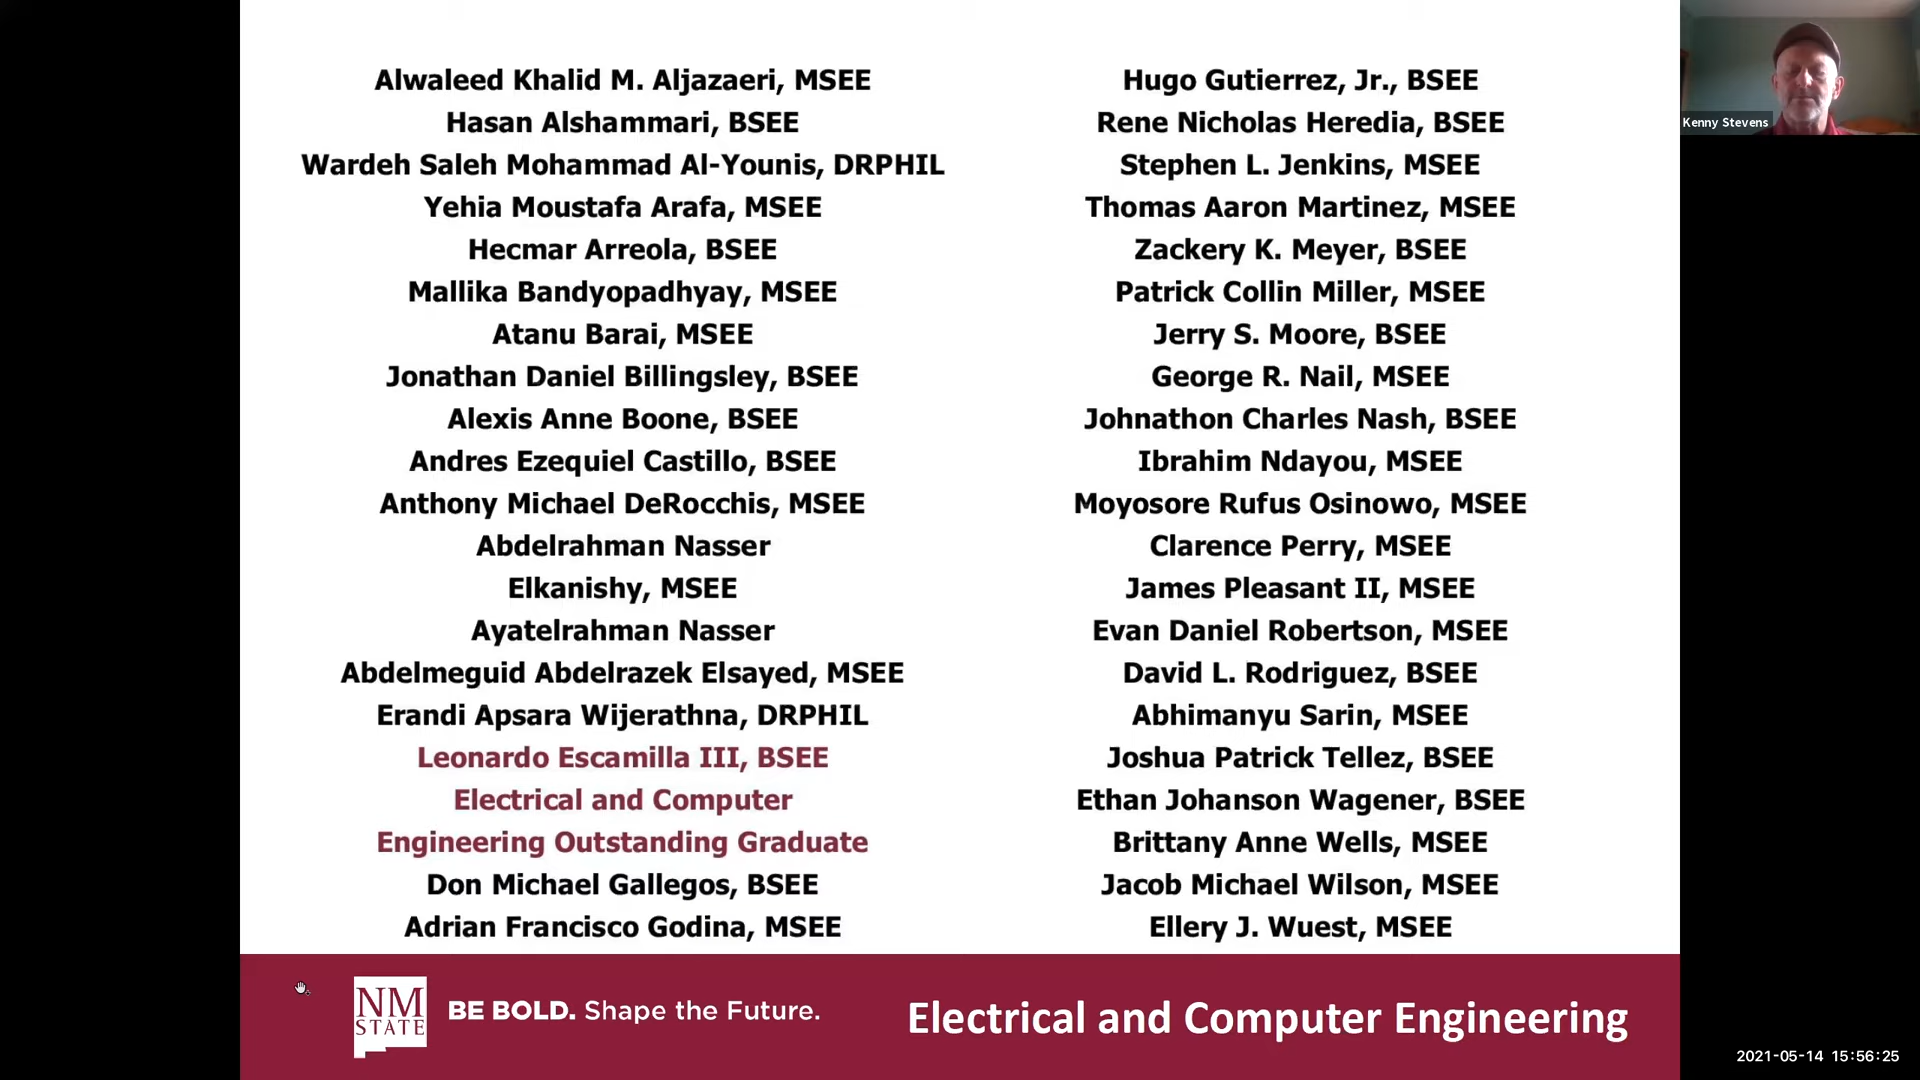 Alwaleed Khalid M. Aljazaeri, MSEE
Hasan Alshammari, BSEE
Wardeh Saleh Mohammad Al-Younis, DRPHIL
Yehia Moustafa Arafa, MSEE
Hecmar Arreola, BSEE
Mallika Bandyopadhyay, MSEE
Atanu Barai, MSEE
Jonathan Daniel Billingsley, BSEE
Alexis Anne Boone, BSEE
Andres Ezequiel Castillo, BSEE
Anthony Michael DeRocchis, MSEE
Abdelrahman Nasser
Elkanishy, MSEE
Ayatelrahman Nasser
Abdelmeguid Abdelrazek Elsayed, MSEE
Erandi Apsara Wijerathna, DRPHIL
Leonardo Escamilla III, BSEE
Electrical and Computer
Engineering Outstanding Graduate
Don Michael Gallegos, BSEE
Adrian Francisco Godina, MSEE
Hugo Gutierrez, Jr., BSEE
Rene Nicholas Heredia, BSEE
Stephen L. Jenkins, MSEE
Thomas Aaron Martinez, MSEE
Zackery K. Meyer, BSEE
Patrick Collin Miller, MSEE
Jerry S. Moore, BSEE
George R. Nail, MSEE
Johnathon Charles Nash, BSEE
Ibrahim Ndayou, MSEE
Moyosore Rufus Osinowo, MSEE
Clarence Perry, MSEE
James Pleasant II, MSEE
Evan Daniel Robertson, MSEE
David L. Rodriguez, BSEE
Abhimanyu Sarin, MSEE
Joshua Patrick Tellez, BSEE
Ethan Johanson Wagener, BSEE
Brittany Anne Wells, MSEE
Jacob Michael Wilson, MSEE
Ellery J. Wuest, MSEE
Kenny Stevens
NM
STATE
BE BOLD. Shape the Future.
Electrical and Computer Engineering
2021-05-14 15:56:25